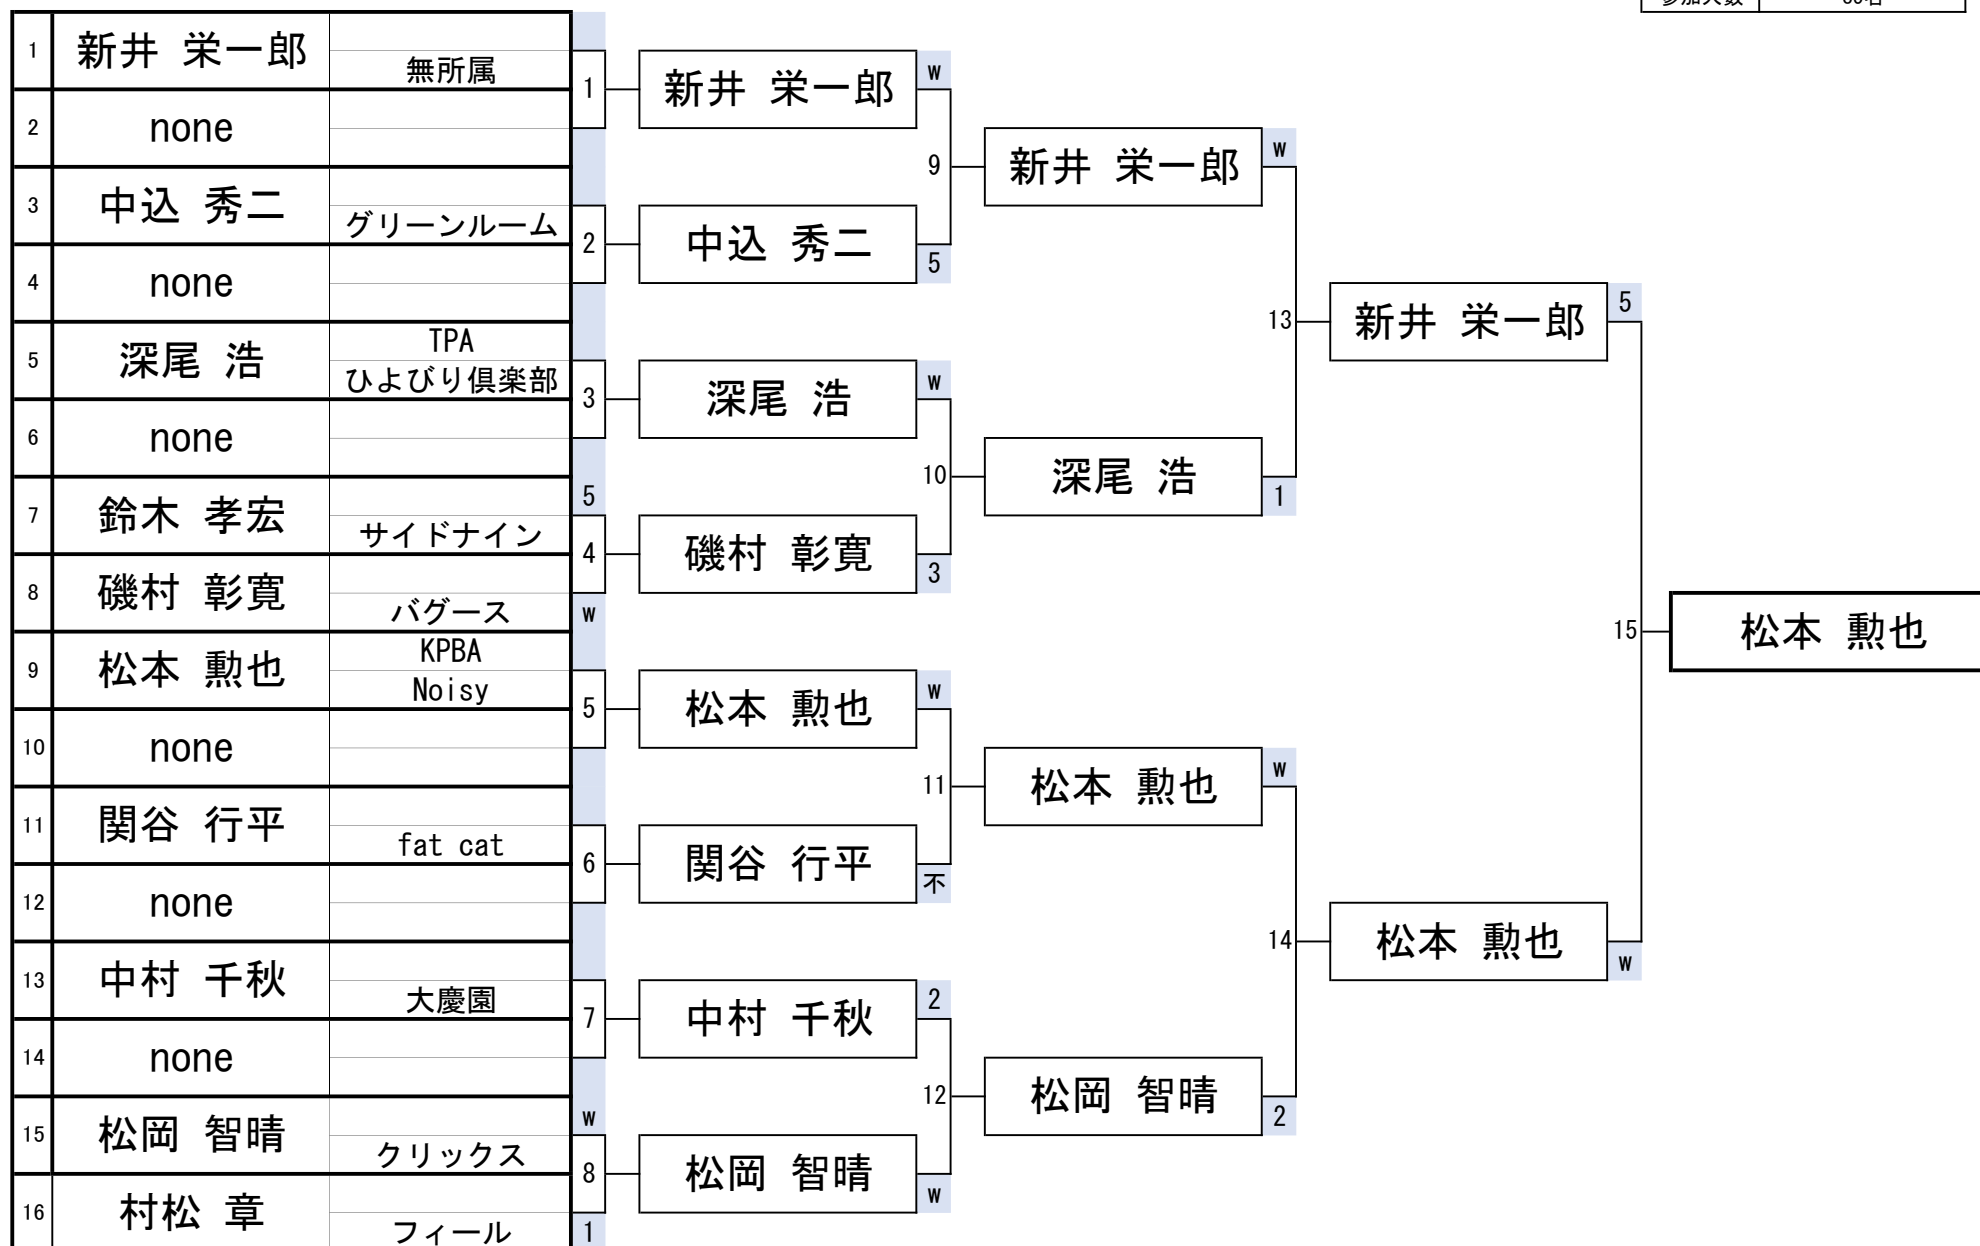 1 新井 栄一郎
無所属
2 none
3 中込 秀二
グリーンルーム
4 none
5 深尾 浩 TPA
ひよびり倶楽部
6 none
7 鈴木 孝宏 5
サイドナイン
8 磯村 彰寛
バグース W
9 松本 勲也 KPBA
Noisy
10 none
11 関谷 行平
fat cat
12 none
13 中村 千秋
大慶園
14 none
15 松岡 智晴 W
クリックス
16 村松 章
フィール 1
1 新井 栄一郎 W
2 中込 秀二 5
3 深尾 浩 W
4 磯村 彰寛 3
5 松本 勲也 W
6 関谷 行平 不
7 中村 千秋 2
8 松岡 智晴 W
9 新井 栄一郎 W
10 深尾 浩 1
11 松本 勲也 W
12 松岡 智晴 2
13 新井 栄一郎 5
14 松本 勲也 W
15 松本 勲也